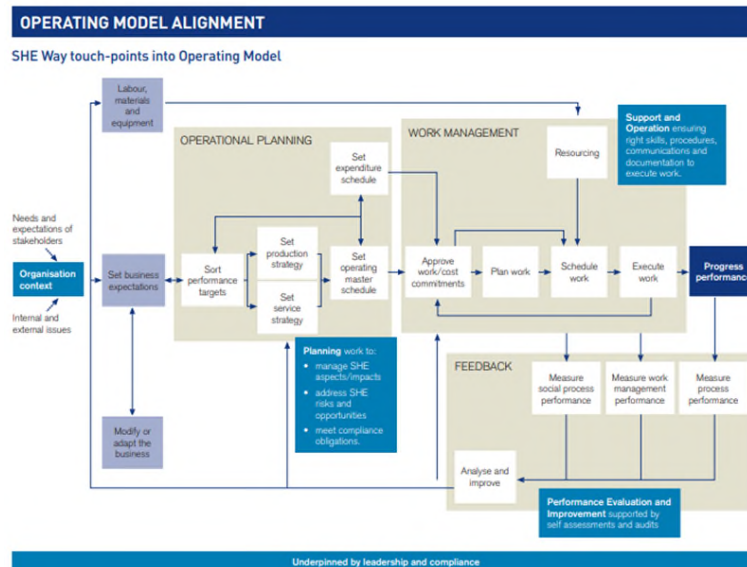 OPERATING MODEL ALIGNMENT
SHE Way touch-points into Operating Model
Labour,
materials
and
equipment
OPERATIONAL PLANNING
Set
expenditure
schedule
WORK MANAGEMENT
Resourcing
Support and
Operation ensuring
right skills, procedures,
communications and
documentation to
execute work.
Needs and
expectations of
stakeholders
Organisation
context
Internal and
external issues
Set business
expectations
Sort
performance
targets
Set
production
strategy
Set
service
strategy
Set operating
master
schedule
Approve
work/cost
commitments
Plan work
Schedule
work
Execute
work
Progress
performance
Planning work to:
• manage SHE
aspects/impacts
• address SHE
risks and
opportunities
• meet compliance
obligations.
Modify or
adapt the
business
FEEDBACK
Measure
social process
performance
Measure work
management
performance
Measure
process
performance
Analyse and
improve
Performance Evaluation and
Improvement supported by
self assessments and audits
Underpinned by leadership and compliance